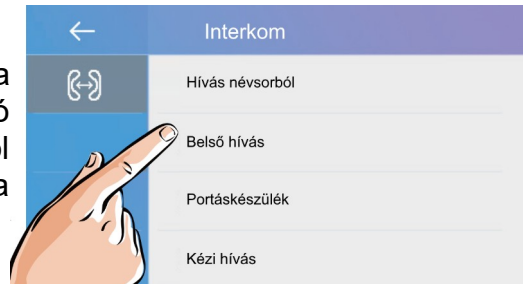 Interkom
Hívás névsorból
Belső hívás
Portáskészülék
Kézi hívás
a
ó
a